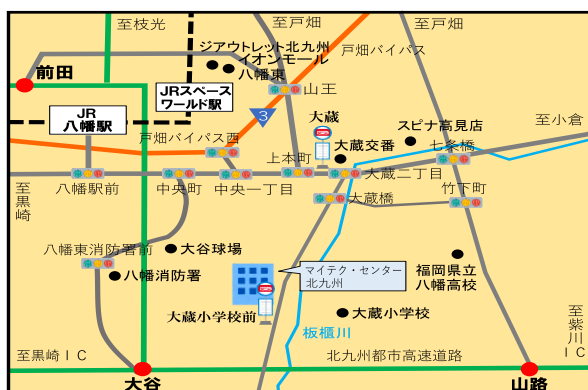 至枝光
至戸畑
至戸畑
ジアウトレット北九州
イオンモール
八幡東
戸畑バイパス
前田
JRスペース
ワールド駅
山王
JR
八幡駅
3
大蔵
戸畑バイパス西
大蔵交番
スピナ高見店
至小倉
上本町
七条橋
至黒崎
八幡駅前
中央町
中央一丁目
大蔵二丁目
大蔵橋
竹下町
八幡東消防署前
大谷球場
八幡消防署
マイテク・センター
北九州
福岡県立
八幡高校
大蔵小学校前
大蔵小学校
板櫃川
至紫川IC
至黒崎IC
北九州都市高速道路
大谷
山路